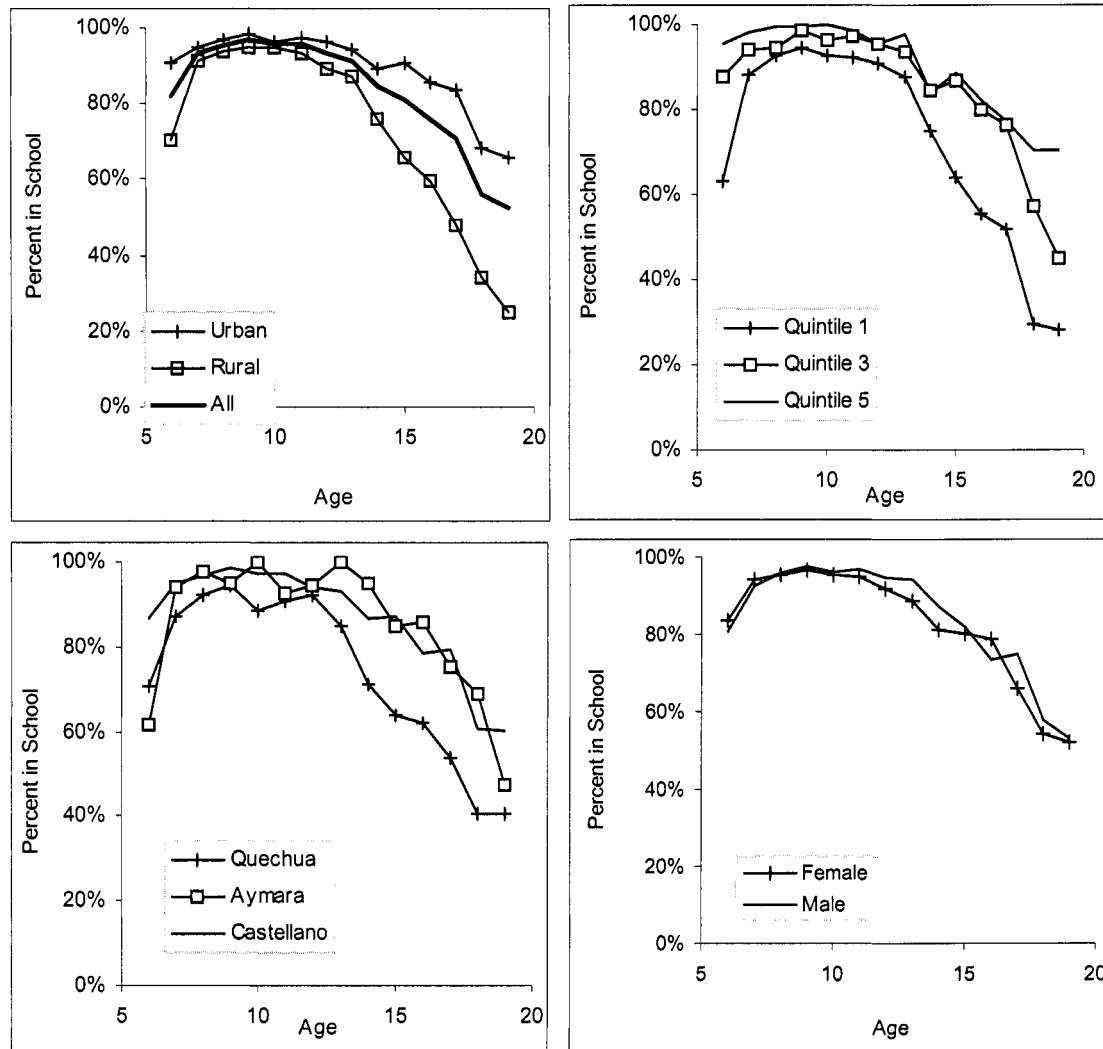 100%
80%
60%
40%
20%
0%
Percent in School
Urban
Rural
All
5
10
15
20
Age
100%
80%
60%
40%
20%
0%
Percent in School
Quintile 1
Quintile 3
Quintile 5
5
10
15
20
Age
100%
80%
60%
40%
20%
0%
Percent in School
Quechua
Aymara
Castellano
5
10
15
20
Age
100%
80%
60%
40%
20%
0%
Percent in School
Female
Male
5
10
15
20
Age